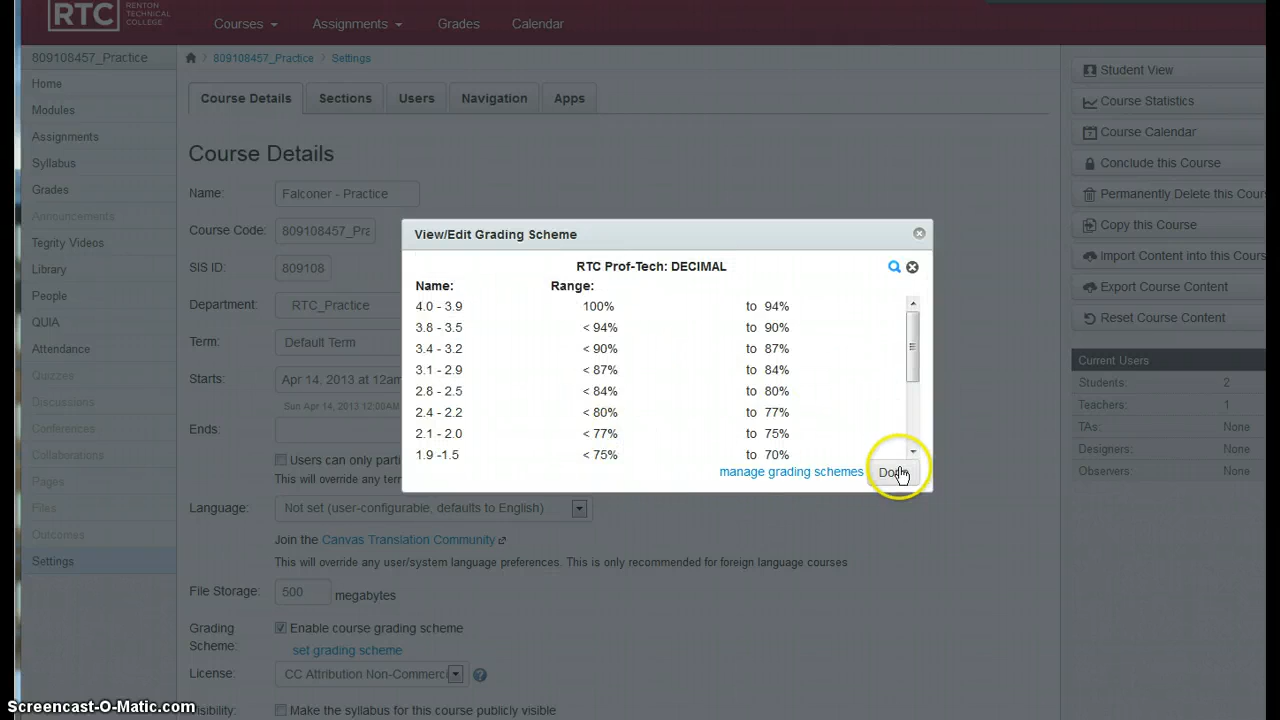 RTC
RENTON
TECHNICAL
COLLEGE
Courses
Assignments
Grades
Calendar
809108457_Practice
809108457_Practice
Settings
Home
Modules
Assignments
Syllabus
Grades
Announcements
Tegrity Videos
Library
People
QUIA
Attendance
Quizzes
Discussions
Conferences
Collaborations
Pages
Files
Outcomes
Settings
Course Details
Sections
Users
Navigation
Apps
Course Details
Name:
Falconer - Practice
Course Code:
809108457_Pra
SIS ID:
809108
Department:
RTC_Practice
Term:
Default Term
Starts:
Apr 14, 2013 at 12am
Sun Apr 14, 2013 12:00AM
Ends:
Users can only parti
This will override any ter
Language:
Not set (user-configurable, defaults to English)
Join the Canvas Translation Community
This will override any user/system language preferences. This is only recommended for foreign language courses
File Storage:
500
megabytes
Grading
Scheme:
Enable course grading scheme
set grading scheme
License:
CC Attribution Non-Commerci
Visibility:
Make the syllabus for this course publicly visible
View/Edit Grading Scheme
RTC Prof-Tech: DECIMAL
Name: Range:
4.0 - 3.9 100% to 94%
3.8 - 3.5 < 94% to 90%
3.4 - 3.2 < 90% to 87%
3.1 - 2.9 < 87% to 84%
2.8 - 2.5 < 84% to 80%
2.4 - 2.2 < 80% to 77%
2.1 - 2.0 < 77% to 75%
1.9 -1.5 < 75% to 70%
manage grading schemes
Student View
Course Statistics
Course Calendar
Conclude this Course
Permanently Delete this Cour
Copy this Course
Import Content into this Cours
Export Course Content
Reset Course Content
Current Users
Students: 2
Teachers: 1
TAs: None
Designers: None
Observers: None
Screencast-O-Matic.com